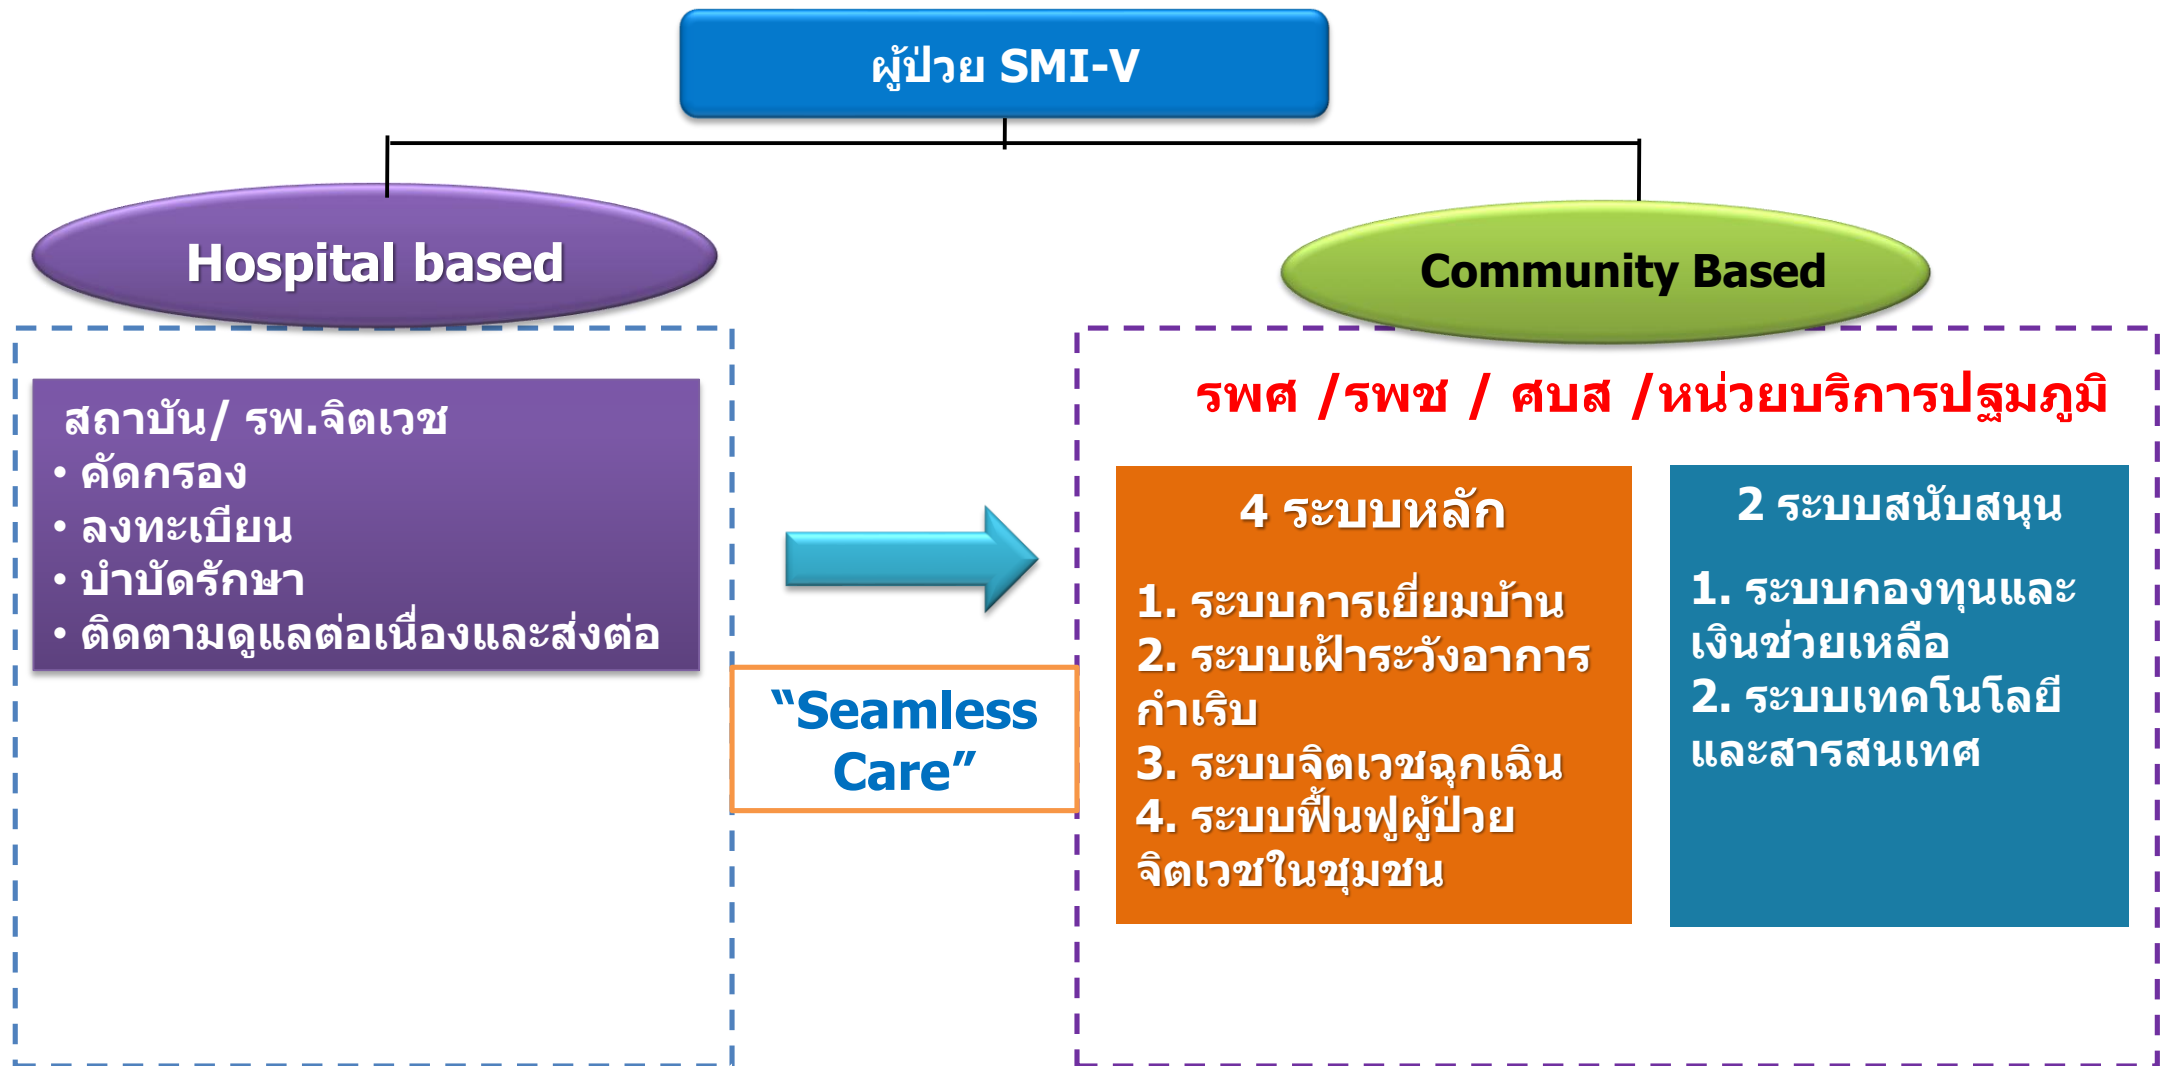 ผู้ป่วย SMI-V
Hospital based
Community Based
สถาบัน/ รพ.จิตเวช
• คัดกรอง
• ลงทะเบียน
• บำบัดรักษา
• ติดตามดูแลต่อเนื่องและส่งต่อ
“Seamless
Care”
รพศ /รพช / ศบส /หน่วยบริการปฐมภูมิ
4 ระบบหลัก
1. ระบบการเยี่ยมบ้าน
2. ระบบเฝ้าระวังอาการ
กำเริบ
3. ระบบจิตเวชฉุกเฉิน
4. ระบบฟื้นฟูผู้ป่วย
จิตเวชในชุมชน
2 ระบบสนับสนุน
1. ระบบกองทุนและ
เงินช่วยเหลือ
2. ระบบเทคโนโลยี
และสารสนเทศ